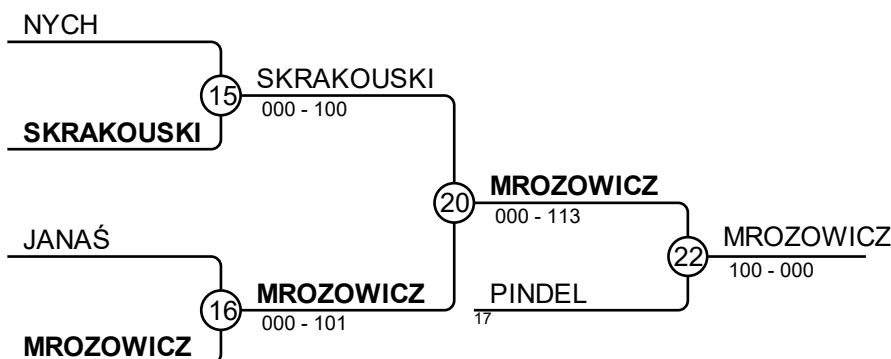 NYCH
15
SKRAKOUSKI
000 - 100
SKRAKOUSKI
20
MROZOWICZ
000 - 113
JANAŚ
22
MROZOWICZ
100 - 000
16
MROZOWICZ
000 - 101
PINDEL
17
MROZOWICZ